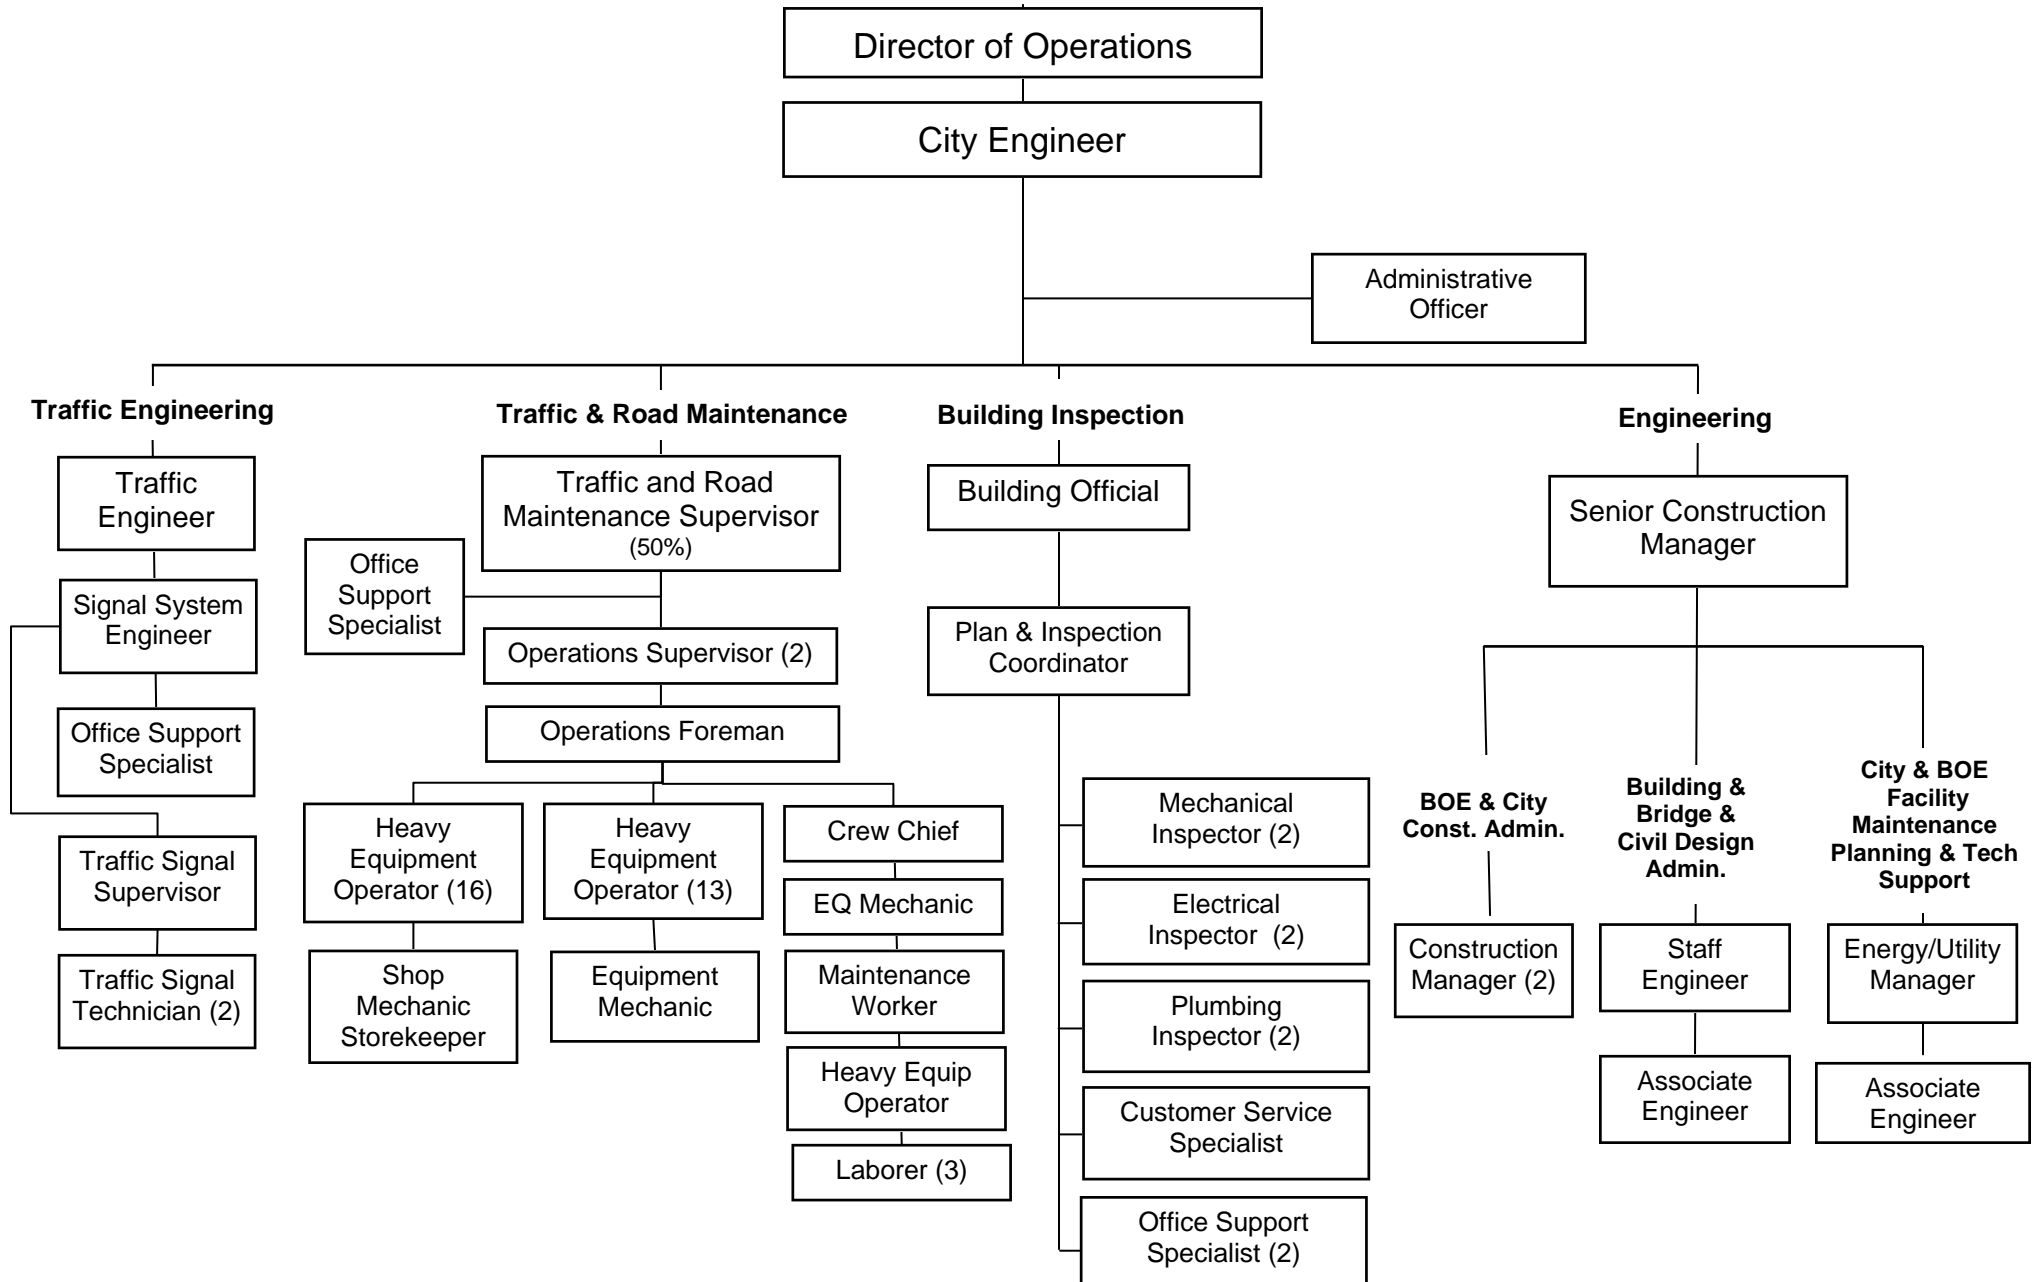 Director of Operations
City Engineer
Administrative
Officer
Traffic Engineering
Traffic
Engineer
Signal System
Engineer
Office Support
Specialist
Traffic Signal
Supervisor
Traffic Signal
Technician (2)
Traffic & Road Maintenance
Traffic and Road
Maintenance Supervisor
(50%)
Office
Support
Specialist
Operations Supervisor (2)
Operations Foreman
Heavy
Equipment
Operator (16)
Shop
Mechanic
Storekeeper
Heavy
Equipment
Operator (13)
Equipment
Mechanic
Crew Chief
EQ Mechanic
Maintenance
Worker
Heavy Equip
Operator
Laborer (3)
Building Inspection
Building Official
Plan & Inspection
Coordinator
Mechanical
Inspector (2)
Electrical
Inspector (2)
Plumbing
Inspector (2)
Customer Service
Specialist
Office Support
Specialist (2)
Engineering
Senior Construction
Manager
BOE & City
Const. Admin.
Construction
Manager (2)
Building &
Bridge &
Civil Design
Admin.
Staff
Engineer
Associate
Engineer
City & BOE
Facility
Maintenance
Planning & Tech
Support
Energy/Utility
Manager
Associate
Engineer